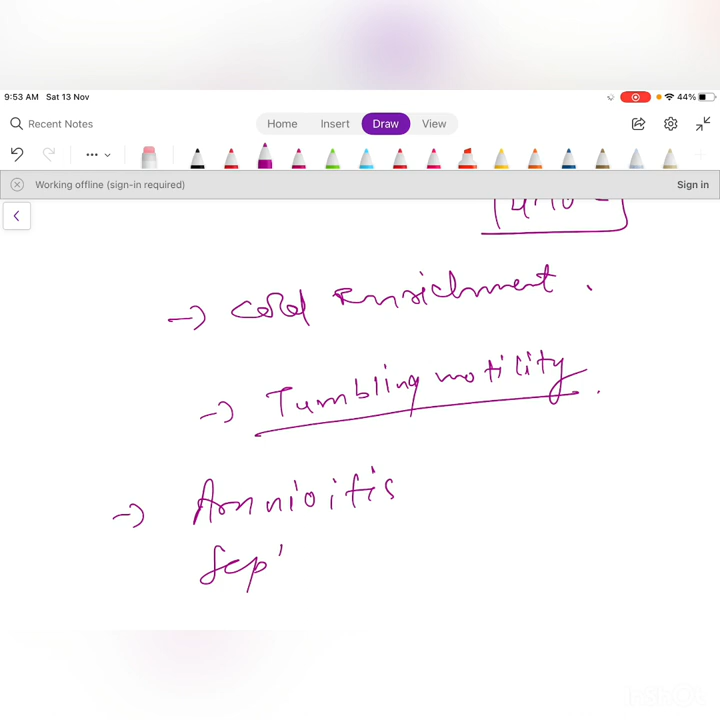 9:53 AM Sat 13 Nov 44%
Recent Notes Home Insert Draw View
Working offline (sign-in required) Sign in
→ Cold Enrichment.
→ Tumbling motility.
→ Amnioitis
Sep